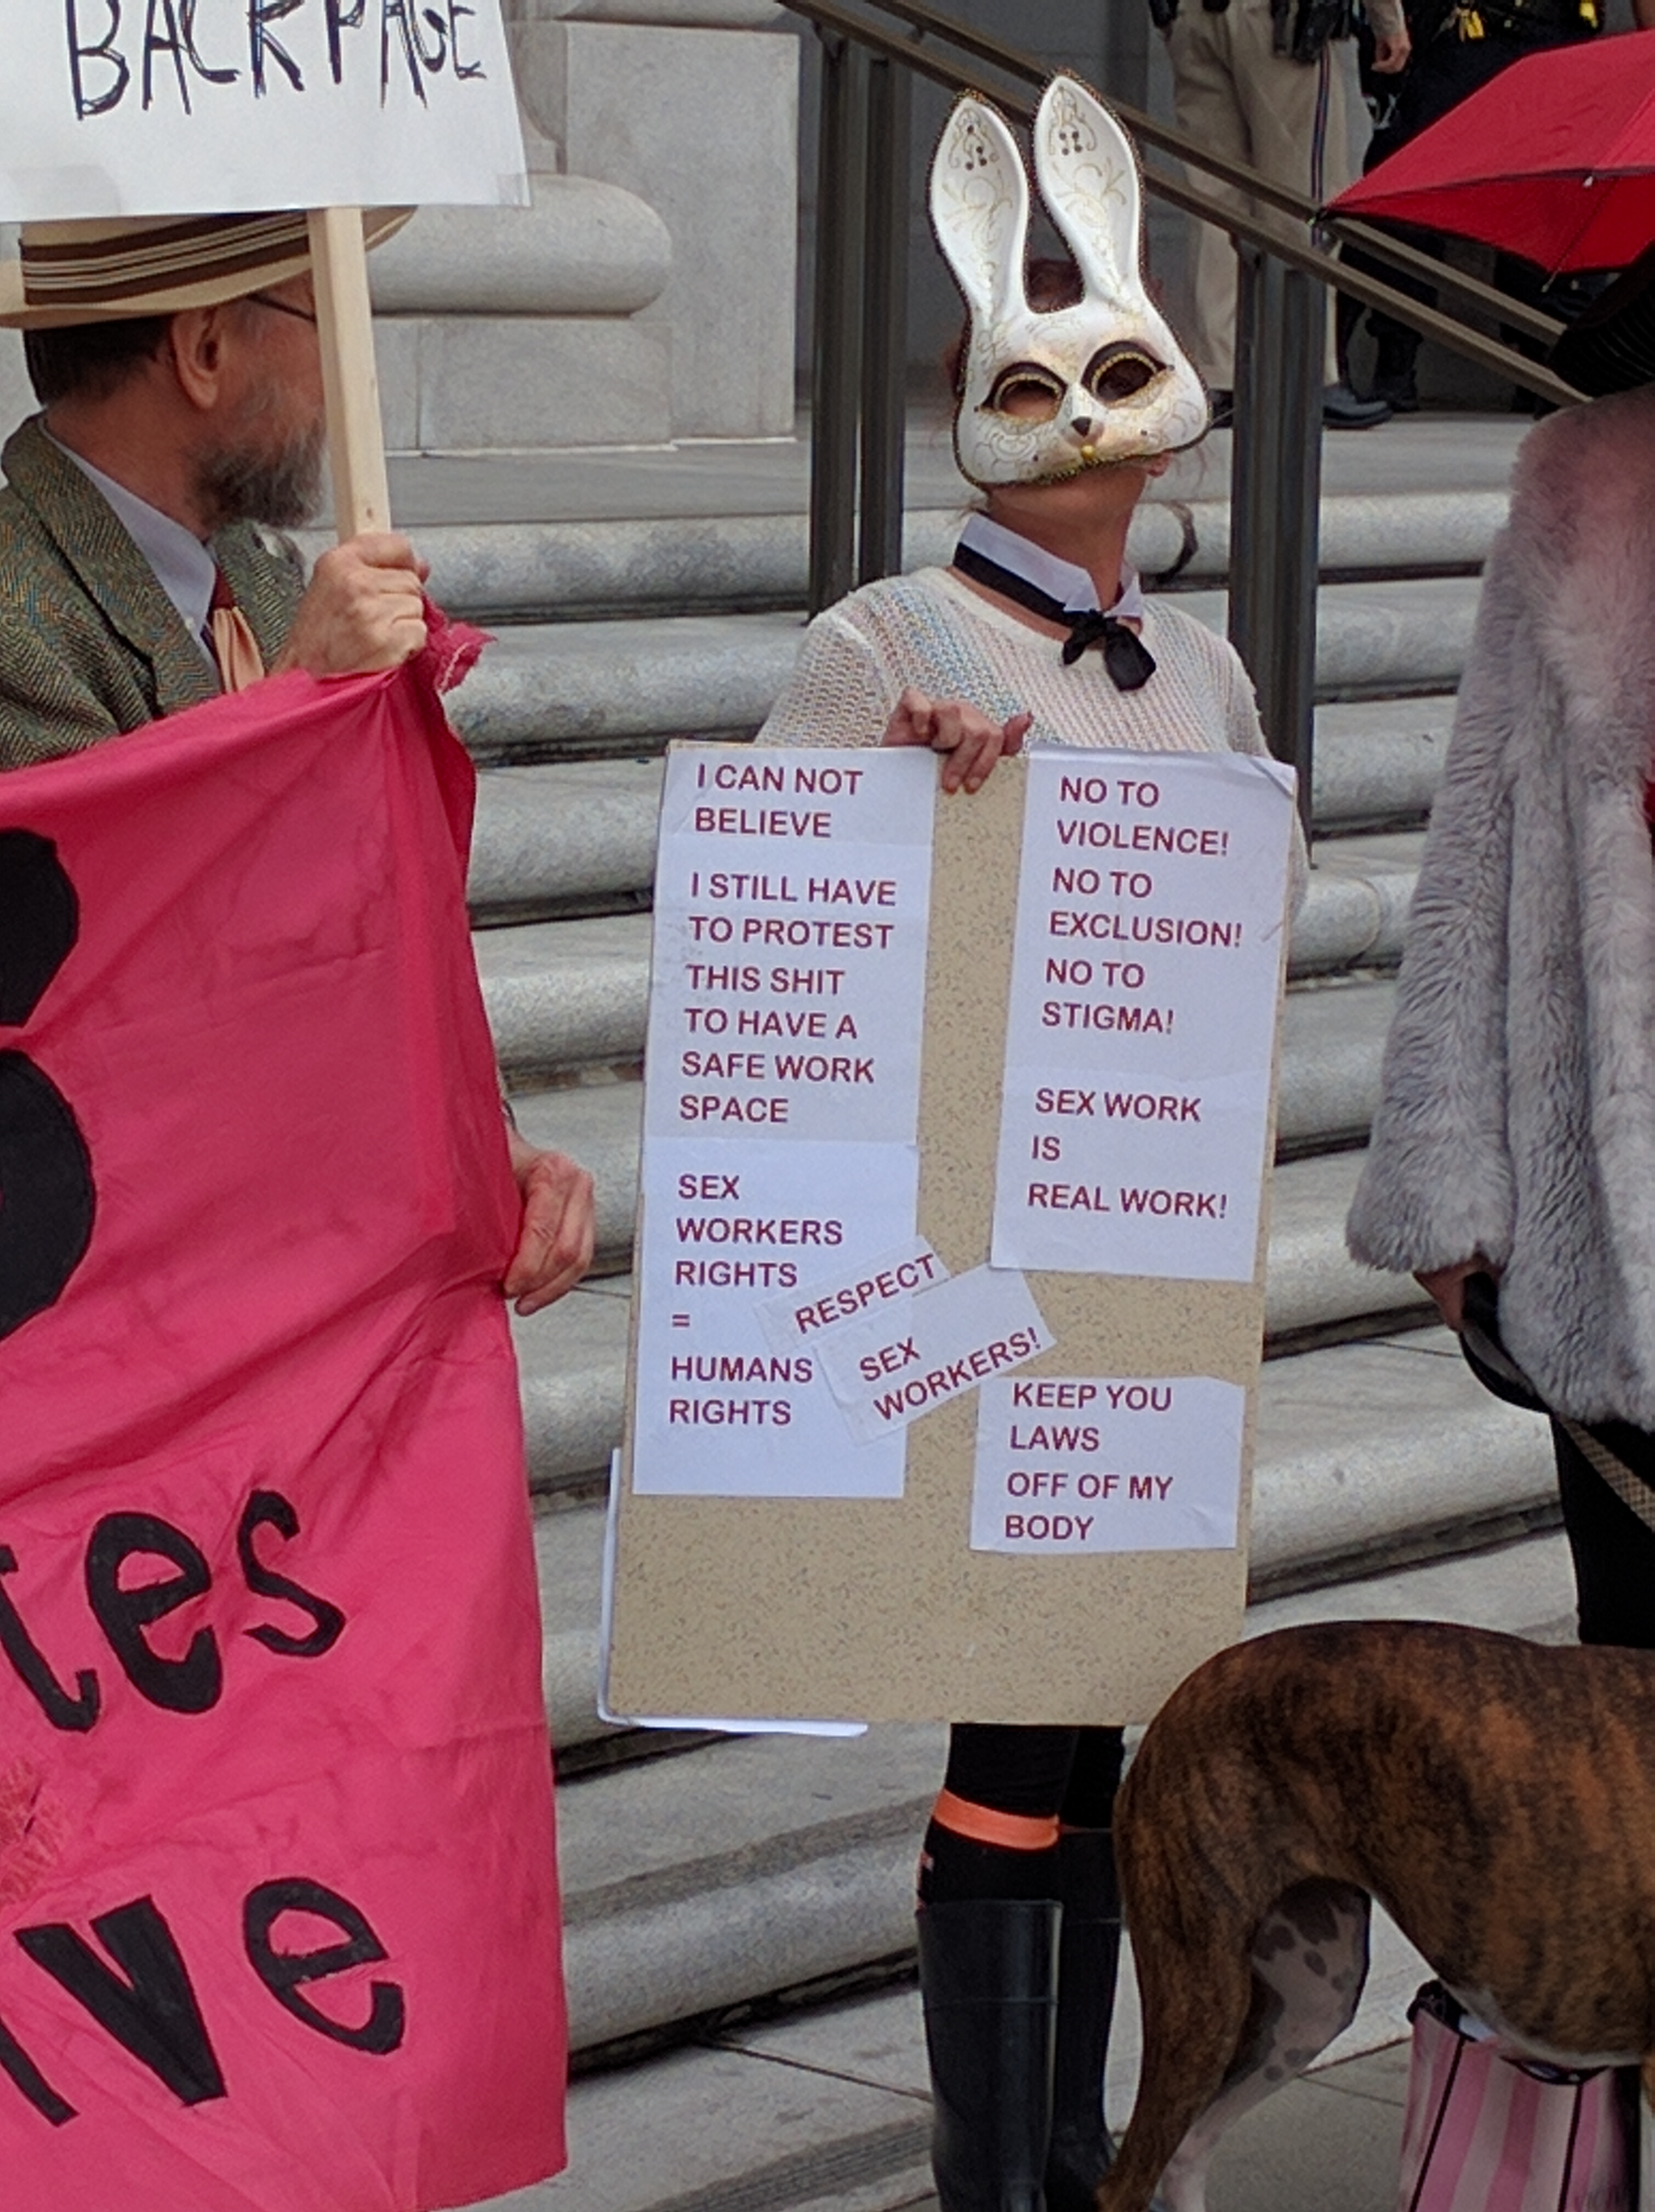 BACKPAGE
I CAN NOT
BELIEVE
I STILL HAVE
TO PROTEST
THIS SHIT
TO HAVE A
SAFE WORK
SPACE
SEX
WORKERS
RIGHTS
=
HUMANS
RIGHTS
RESPECT
SEX
WORKERS!
NO TO
VIOLENCE!
NO TO
EXCLUSION!
NO TO
STIGMA!
SEX WORK
IS
REAL WORK!
KEEP YOU
LAWS
OFF OF MY
BODY
tes
ve